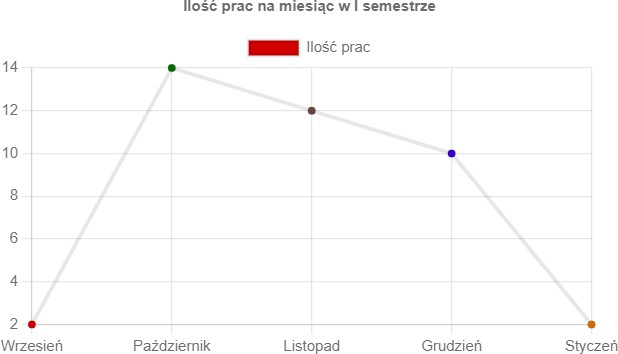 Ilość prac na miesiąc w I semestrze
Ilość prac
14
12
10
8
6
4
2
Wrzesień Październik Listopad Grudzień Styczeń